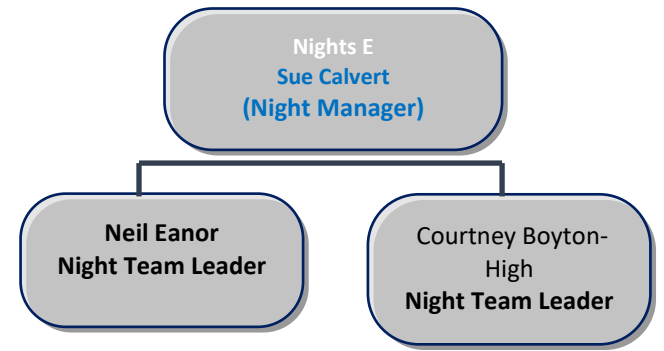 Nights E
Sue Calvert
(Night Manager)
Neil Eanor
Night Team Leader
Courtney Boyton-
High
Night Team Leader